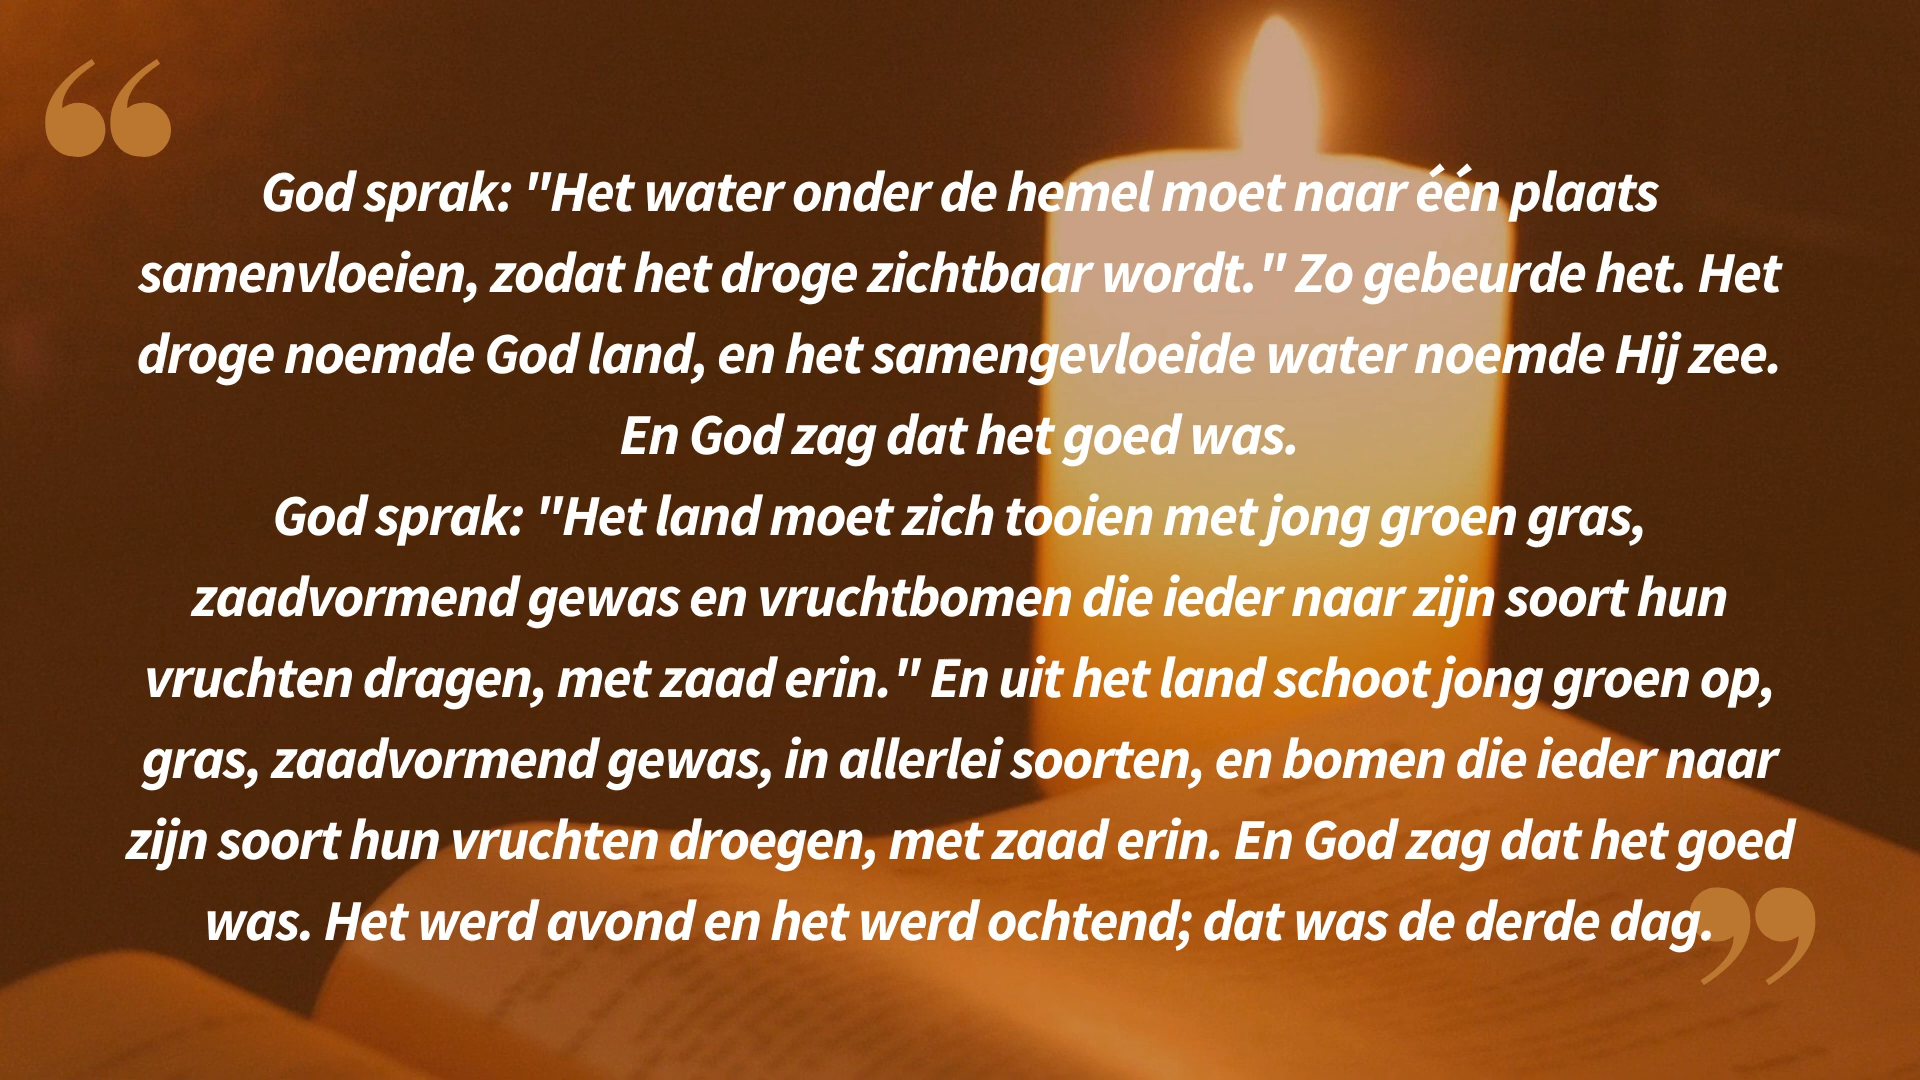 “
God sprak: "Het water onder de hemel moet naar één plaats
samenvloeien, zodat het droge zichtbaar wordt." Zo gebeurde het. Het
droge noemde God land, en het samengevloeide water noemde Hij zee.
En God zag dat het goed was.
God sprak: "Het land moet zich tooien met jong groen gras,
zaadvormend gewas en vruchtbomen die ieder naar zijn soort hun
vruchten dragen, met zaad erin." En uit het land schoot jong groen op,
gras, zaadvormend gewas, in allerlei soorten, en bomen die ieder naar
zijn soort hun vruchten droegen, met zaad erin. En God zag dat het goed
was. Het werd avond en het werd ochtend; dat was de derde dag.
”